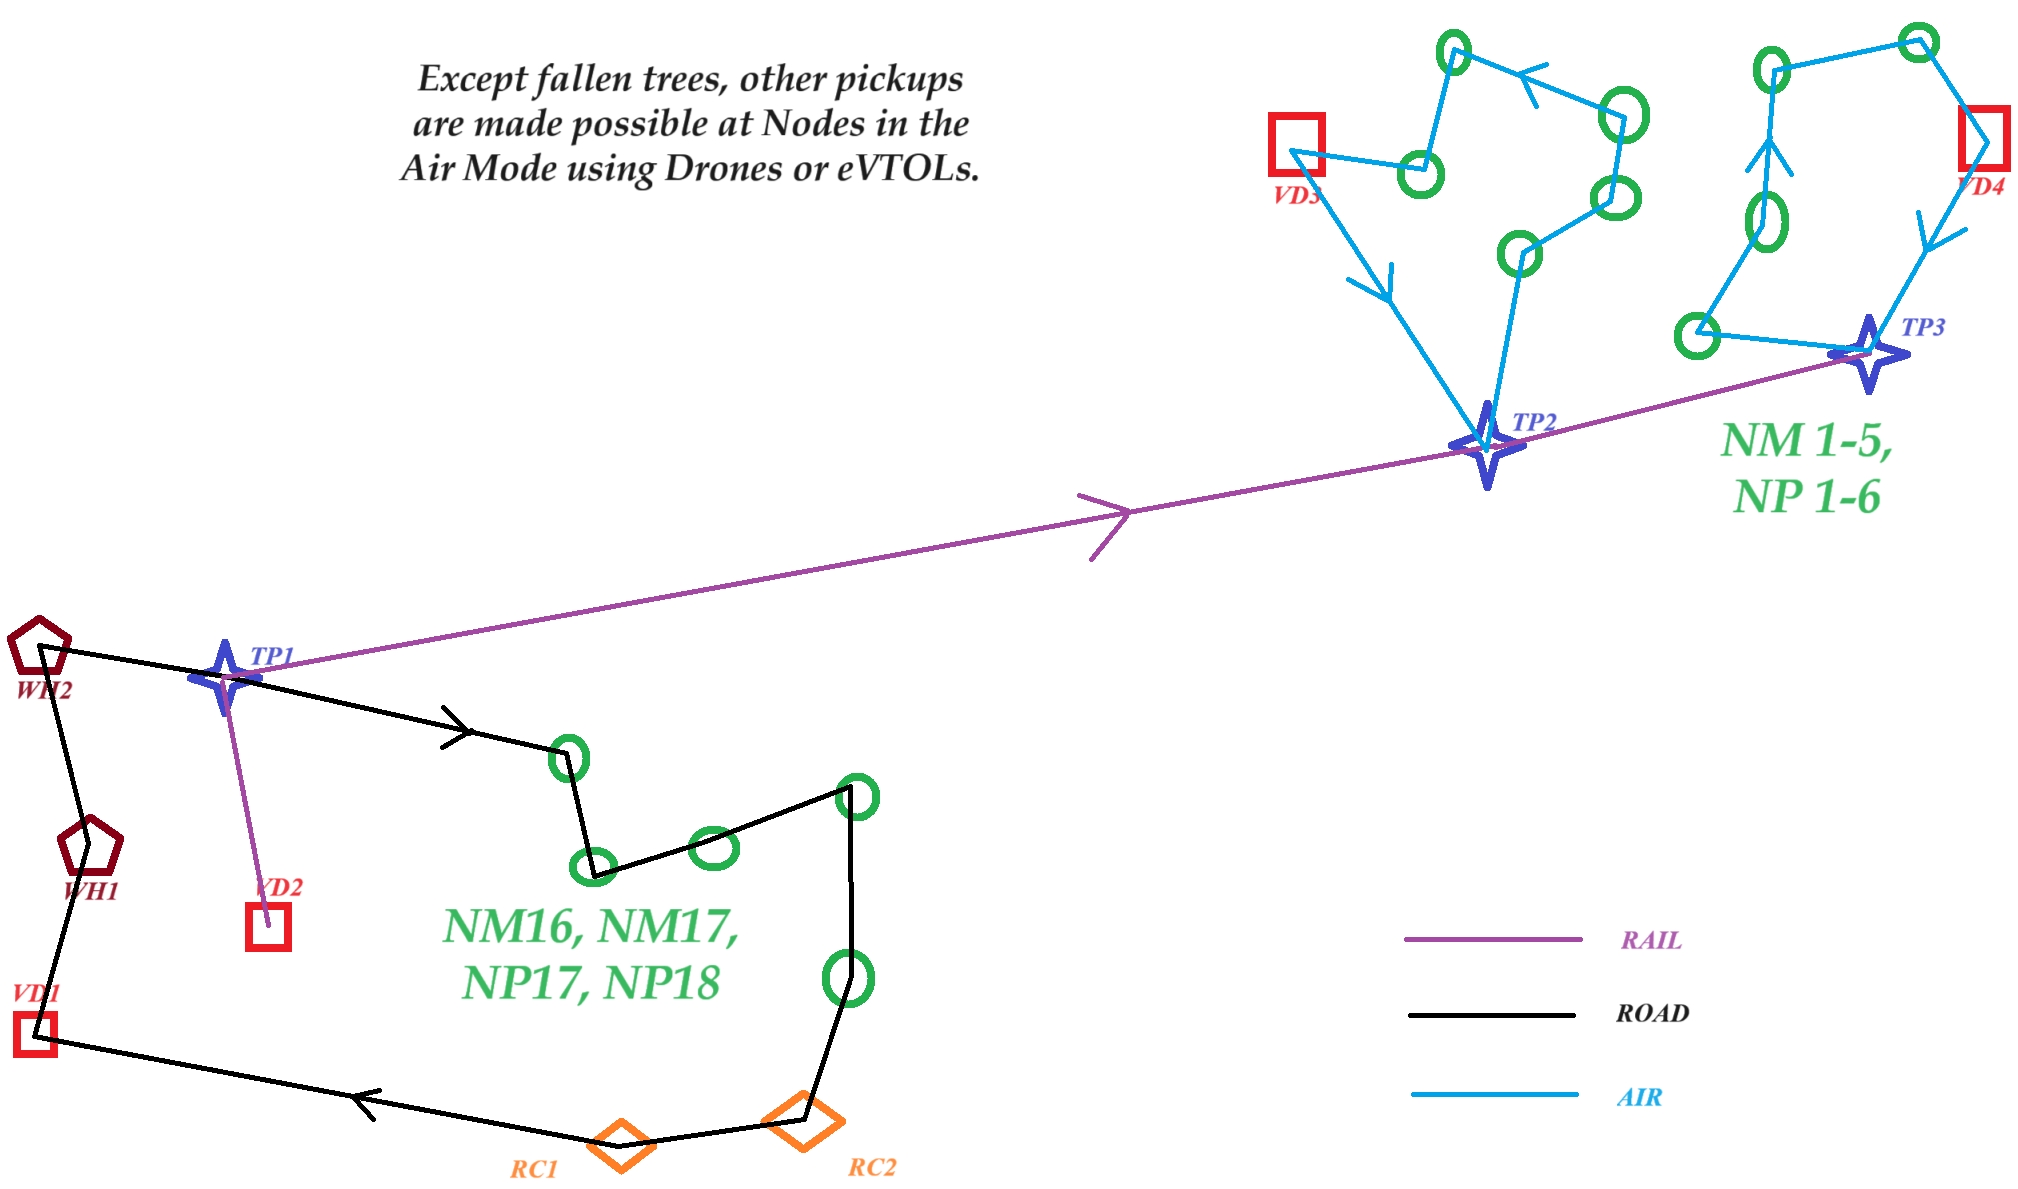 Except fallen trees, other pickups
are made possible at Nodes in the
Air Mode using Drones or eVTOLs.
VD3
VD4
TP3
TP2
NM 1-5,
NP 1-6
TP1
WH2
WH1
VD2
NM16, NM17,
NP17, NP18
VD1
RC1
RC2
RAIL
ROAD
AIR